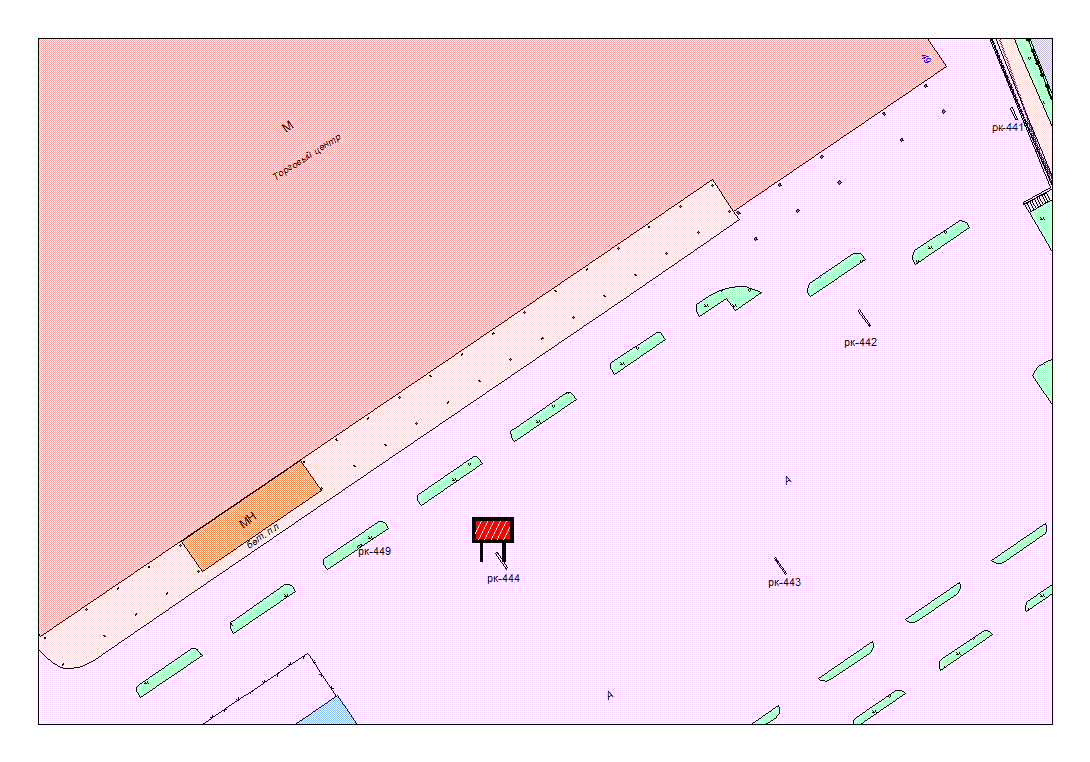 49
М
Торговый центр
рк-441
рк-442
А
МН
бет. пл
рк-449
рк-444
рк-443
А